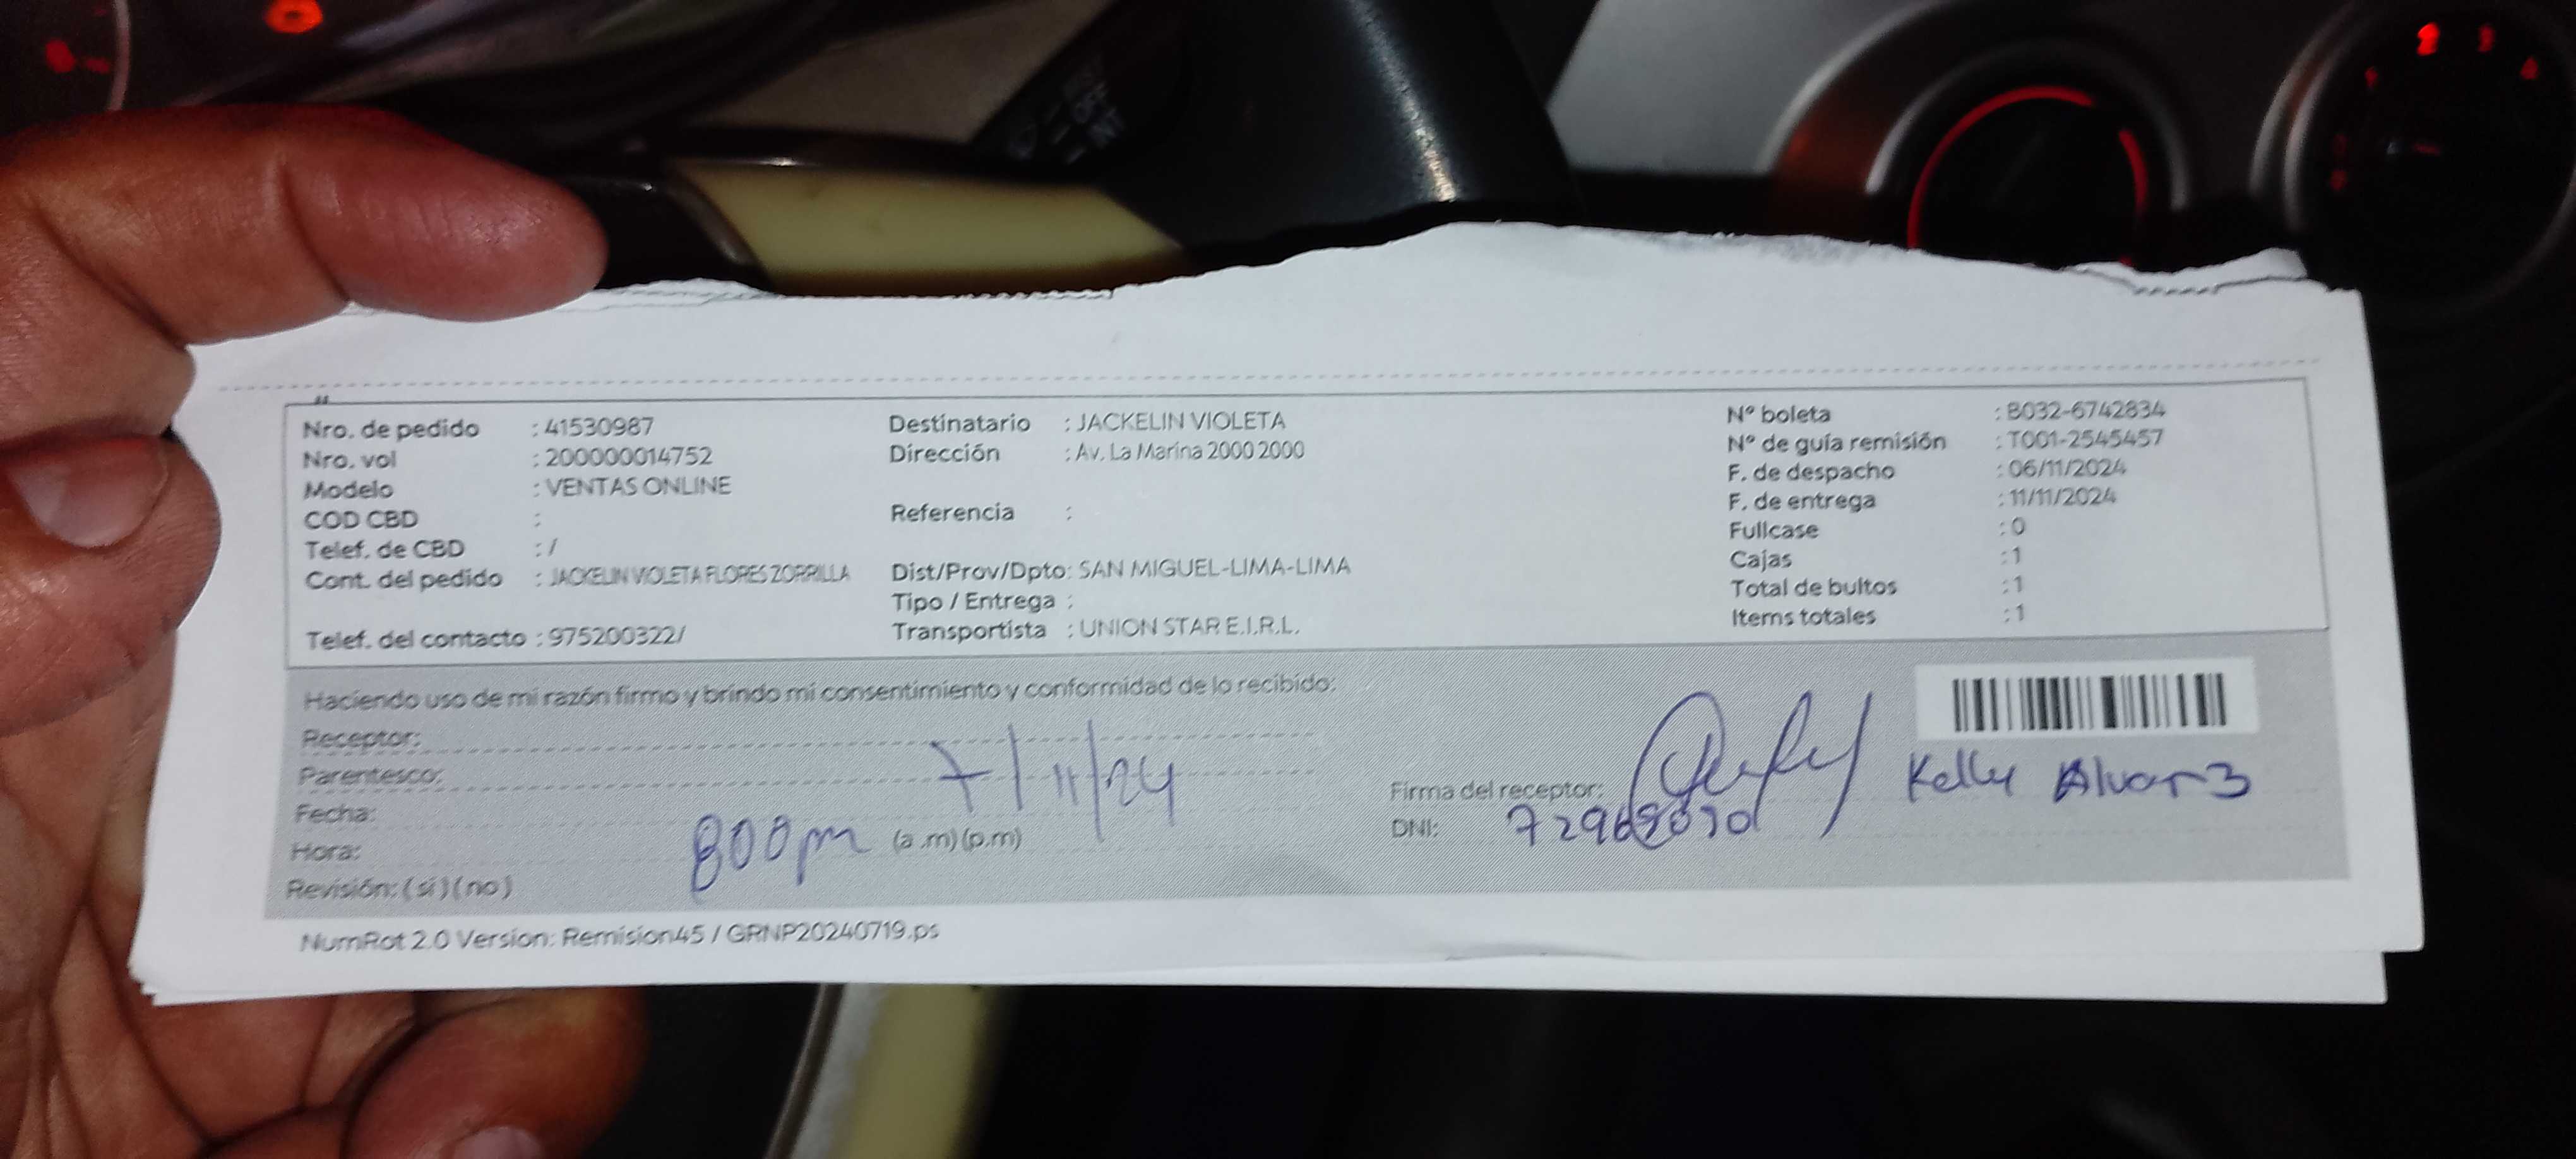 Nro. de pedido : 41530987
Nro. vol : 200000014752
Modelo : VENTAS ONLINE
COD CBD :
Telef. de CBD : /
Cont. del pedido : JACKELIN VIOLETA FLORES ZORRILLA
Telef. del contacto : 975200322/
Destinatario : JACKELIN VIOLETA
Dirección : Av. La Marina 2000 2000
Referencia :
Dist/Prov/Dpto: SAN MIGUEL-LIMA-LIMA
Tipo / Entrega :
Transportista : UNION STAR E.I.R.L.
Nº boleta : B032-6742834
Nº de guía remisión : T001-2545457
F. de despacho : 06/11/2024
F. de entrega : 11/11/2024
Fullcase : 0
Cajas : 1
Total de bultos : 1
Items totales : 1
Haciendo uso de mi razón firmo y brindo mi consentimiento y conformidad de lo recibido:
Receptor:
Parentesco:
Fecha: 7/11/24
Hora: 800pm (a .m) (p.m)
Revisión: ( si ) ( no )
Firma del receptor: Kelly
DNI:
NumRot 2.0 Version: Remision45 / GRNP20240719.ps